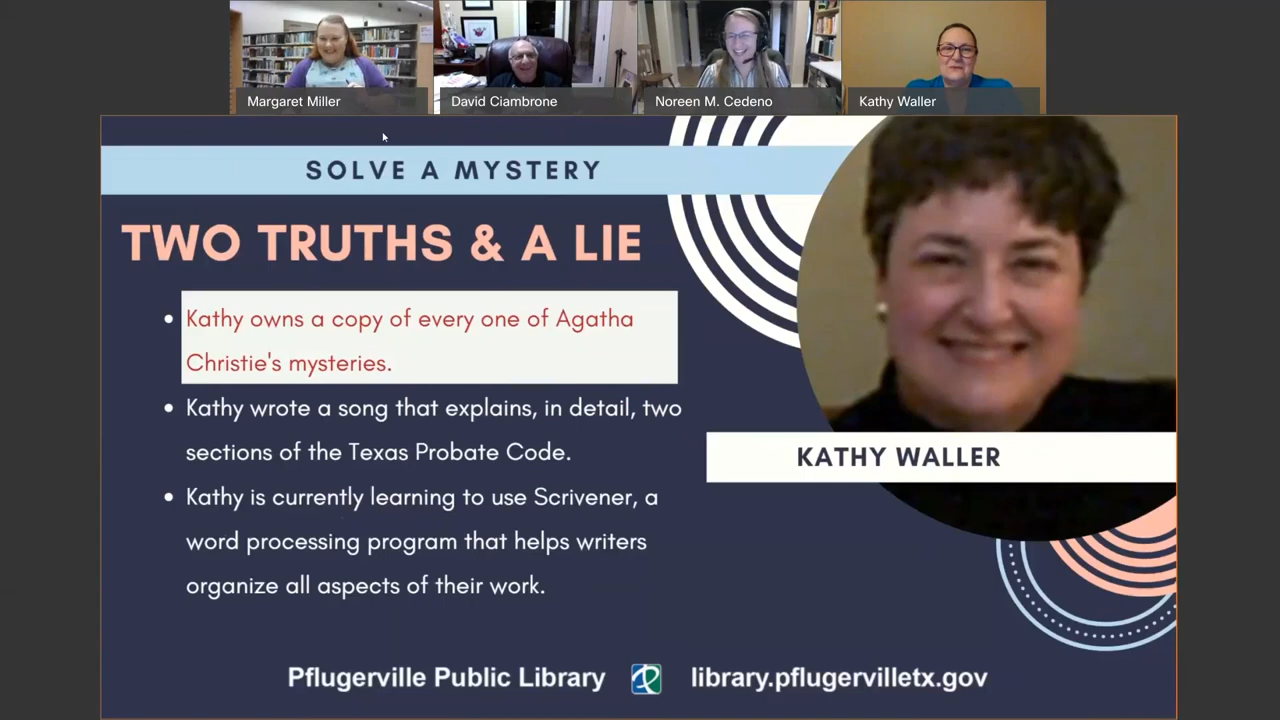 Margaret Miller
David Ciambrone
Noreen M. Cedeno
Kathy Waller
SOLVE A MYSTERY
TWO TRUTHS & A LIE
Kathy owns a copy of every one of Agatha
Christie's mysteries.
Kathy wrote a song that explains, in detail, two
sections of the Texas Probate Code.
Kathy is currently learning to use Scrivener, a
word processing program that helps writers
organize all aspects of their work.
KATHY WALLER
Pflugerville Public Library
library.pflugervilletx.gov